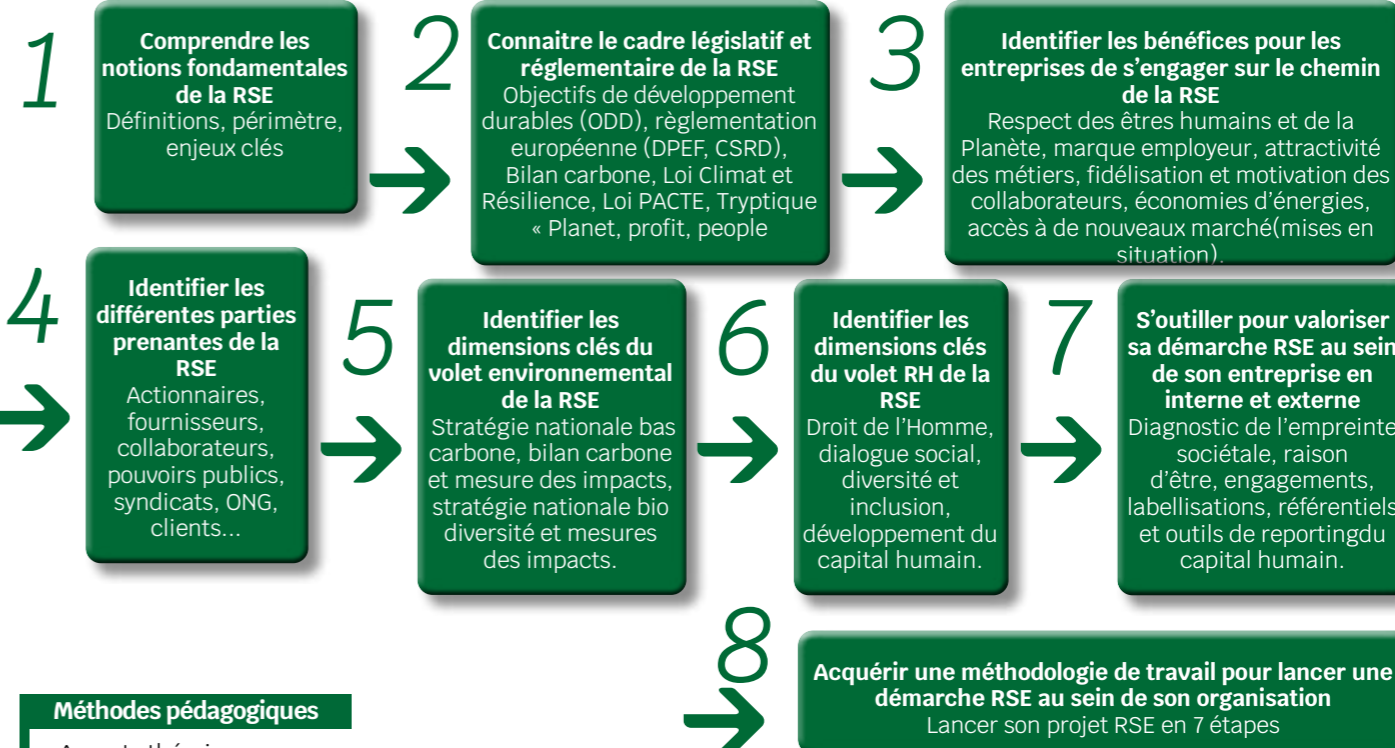 1
Comprendre les
notions fondamentales
de la RSE
Définitions, périmètre,
enjeux clés
2
Connaitre le cadre législatif et
réglementaire de la RSE
Objectifs de développement
durables (ODD), règlementation
européenne (DPEF, CSRD),
Bilan carbone, Loi Climat et
Résilience, Loi PACTE, Tryptique
« Planet, profit, people
3
Identifier les bénéfices pour les
entreprises de s’engager sur le chemin
de la RSE
Respect des êtres humains et de la
Planète, marque employeur, attractivité
des métiers, fidélisation et motivation des
collaborateurs, économies d’énergies,
accès à de nouveaux marché(mises en
situation).
4
Identifier les
différentes parties
prenantes de la
RSE
Actionnaires,
fournisseurs,
collaborateurs,
pouvoirs publics,
syndicats, ONG,
clients...
5
Identifier les
dimensions clés du
volet environnemental
de la RSE
Stratégie nationale bas
carbone, bilan carbone
et mesure des impacts,
stratégie nationale bio
diversité et mesures
des impacts.
6
Identifier les
dimensions clés
du volet RH de la
RSE
Droit de l’Homme,
dialogue social,
diversité et
inclusion,
développement du
capital humain.
7
S’outiller pour valoriser
sa démarche RSE au sein
de son entreprise en
interne et externe
Diagnostic de l’empreinte
sociétale, raison
d’être, engagements,
labellisations, référentiels
et outils de reportingdu
capital humain.
8
Acquérir une méthodologie de travail pour lancer une
démarche RSE au sein de son organisation
Lancer son projet RSE en 7 étapes
Méthodes pédagogiques